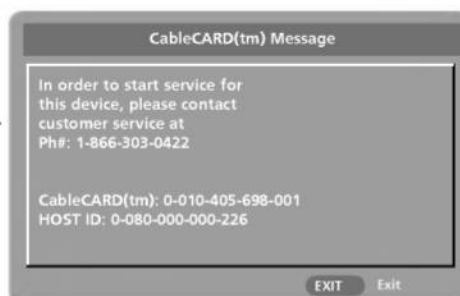 CableCARD(tm) Message
In order to start service for
this device, please contact
customer service at
Ph#: 1-866-303-0422
CableCARD(tm): 0-010-405-698-001
HOST ID: 0-080-000-000-226
EXIT Exit